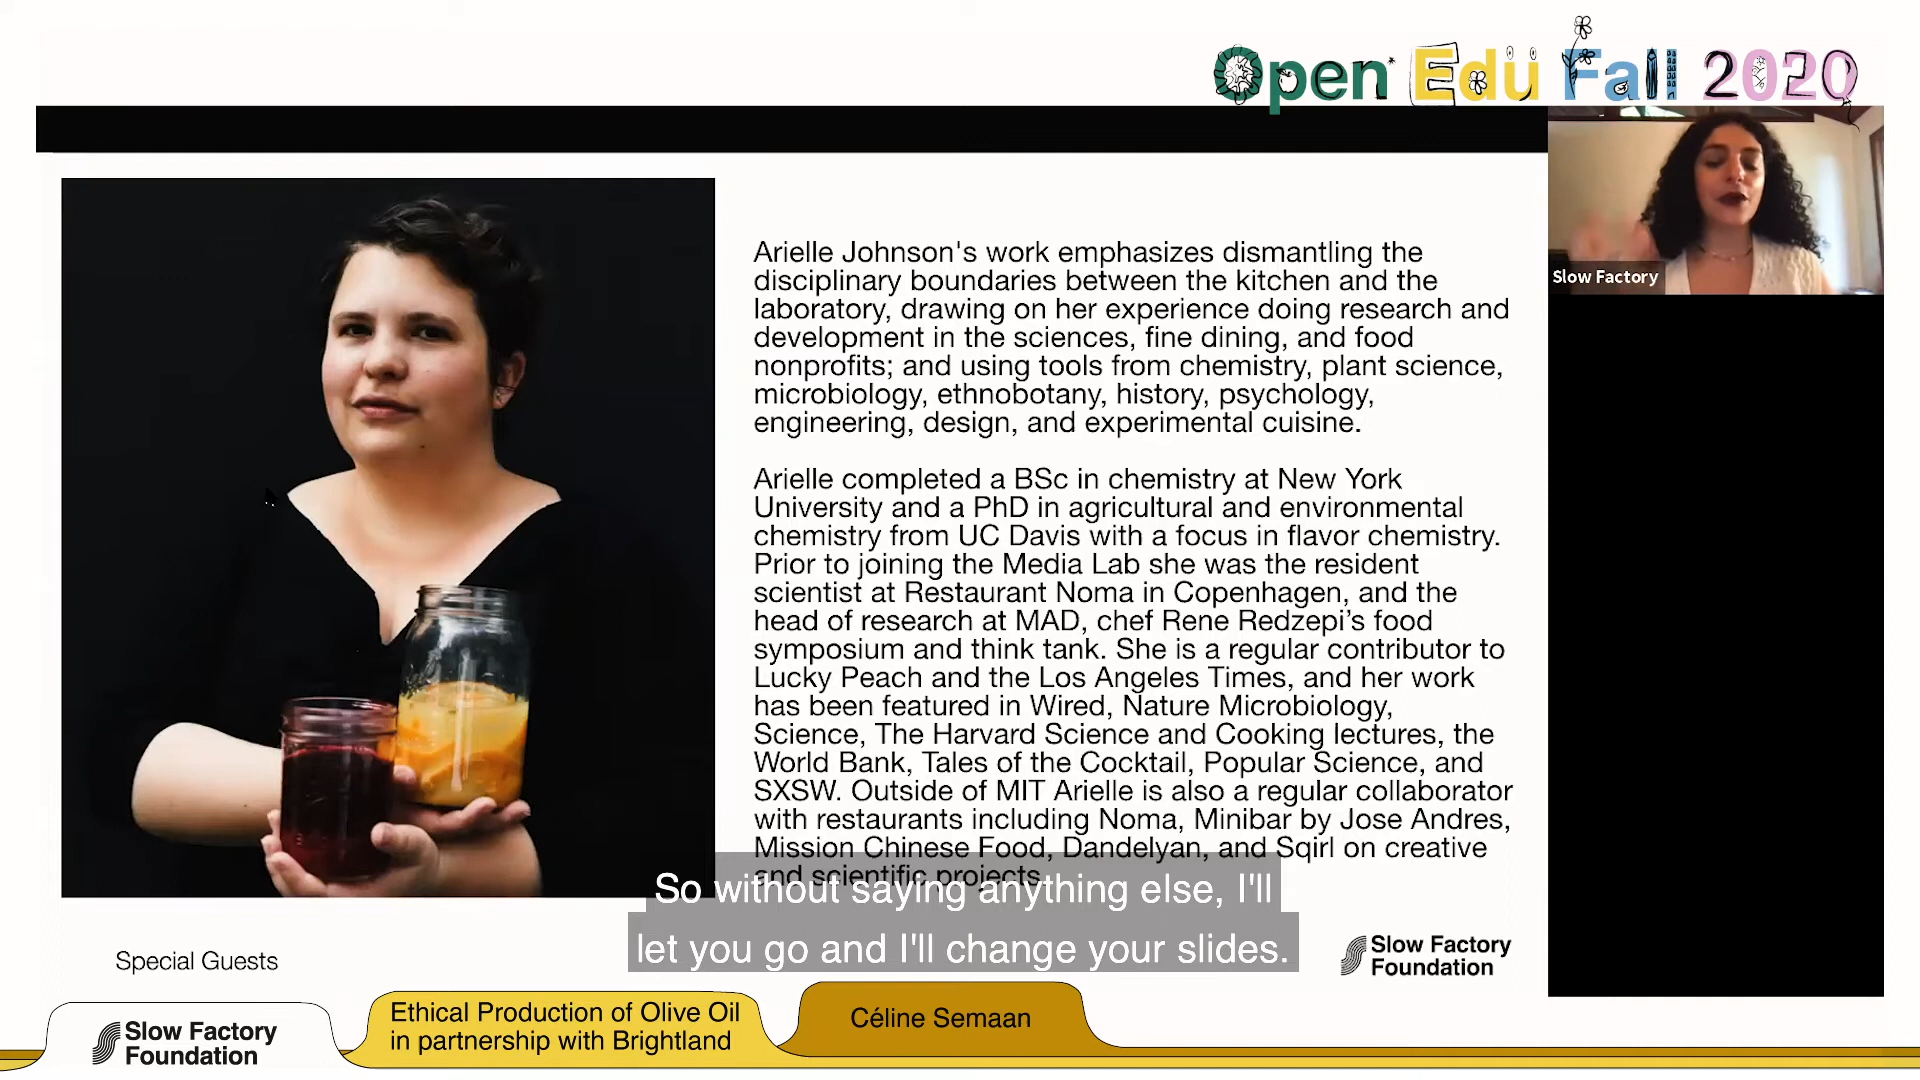 Open Edu Fall 2020
Slow Factory
Arielle Johnson's work emphasizes dismantling the
disciplinary boundaries between the kitchen and the
laboratory, drawing on her experience doing research and
development in the sciences, fine dining, and food
nonprofits; and using tools from chemistry, plant science,
microbiology, ethnobotany, history, psychology,
engineering, design, and experimental cuisine.
Arielle completed a BSc in chemistry at New York
University and a PhD in agricultural and environmental
chemistry from UC Davis with a focus in flavor chemistry.
Prior to joining the Media Lab she was the resident
scientist at Restaurant Noma in Copenhagen, and the
head of research at MAD, chef Rene Redzepi’s food
symposium and think tank. She is a regular contributor to
Lucky Peach and the Los Angeles Times, and her work
has been featured in Wired, Nature Microbiology,
Science, The Harvard Science and Cooking lectures, the
World Bank, Tales of the Cocktail, Popular Science, and
SXSW. Outside of MIT Arielle is also a regular collaborator
with restaurants including Noma, Minibar by Jose Andres,
Mission Chinese Food, Dandelyan, and Sqirl on creative
and scientific projects.
So without saying anything else, I'll
let you go and I'll change your slides.
Special Guests
Slow Factory
Foundation
Slow Factory
Foundation
Ethical Production of Olive Oil
in partnership with Brightland
Céline Semaan